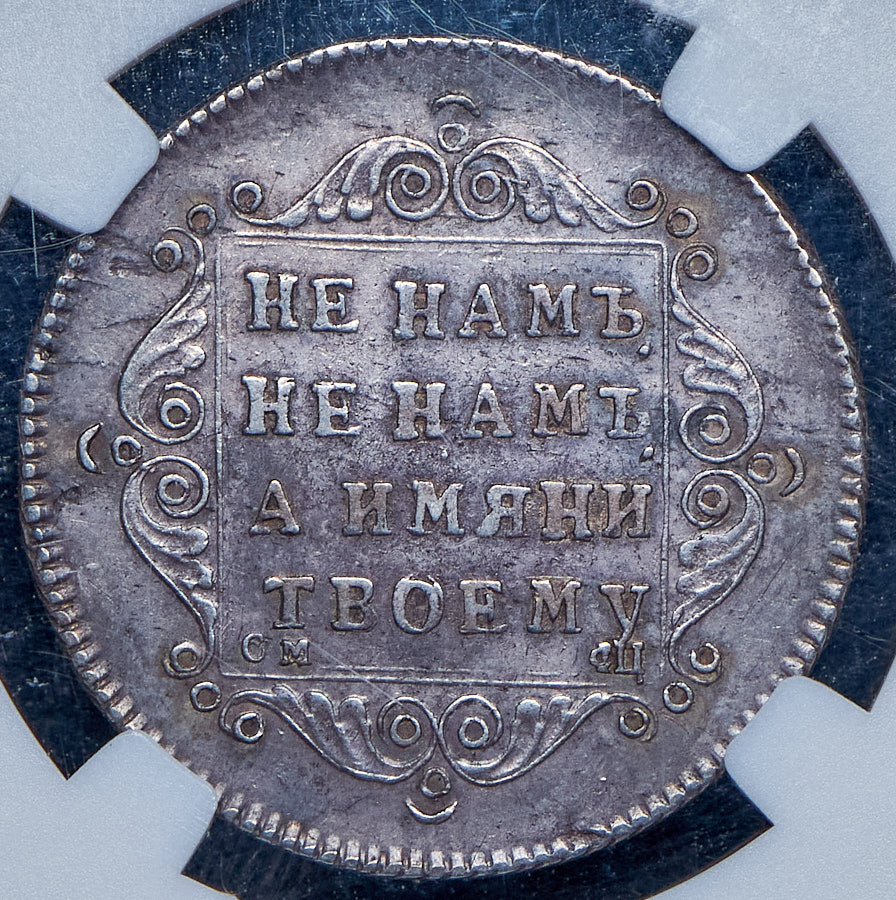 НЕ НАМЪ,
НЕ НАМЪ,
А ИМЯНИ
ТВОЕМУ
СМ ФЦ